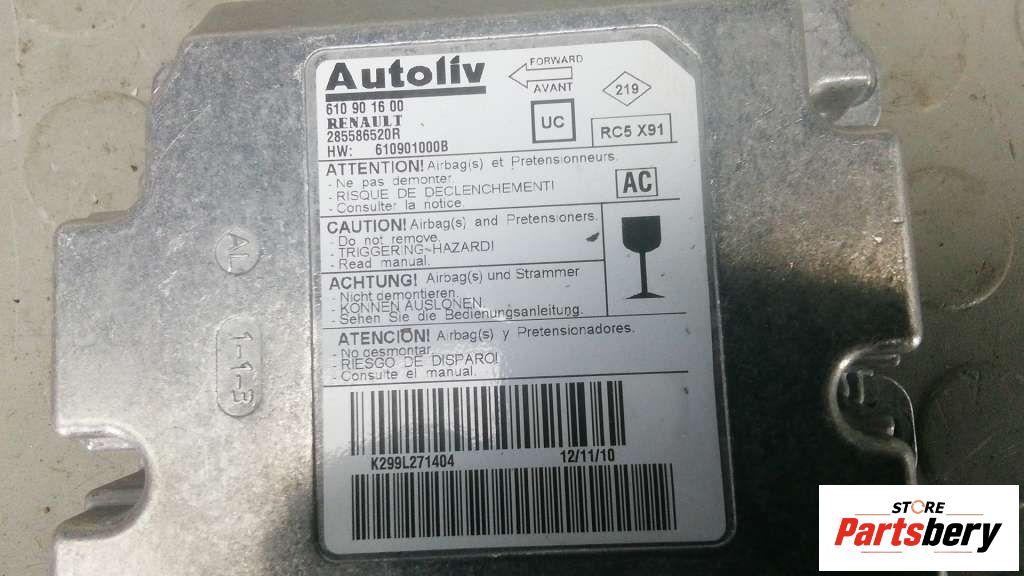 Autoliv
FORWARD
AVANT
219
610 90 16 00
RENAULT
285586520R
HW: 610901000B
UC
RC5 X91
ATTENTION! Airbag(s) et Pretensionneurs.
- Ne pas demonter.
- RISQUE DE DECLENCHEMENT!
- Consulter la notice.
AC
CAUTION! Airbag(s) and Pretensioners.
- Do not remove.
- TRIGGERING-HAZARD!
- Read manual.
ACHTUNG! Airbag(s) und Strammer
- Nicht demontieren.
- KONNEN AUSLONEN
- Sehen Sie die Bedienungsanleitung.
ATENCION! Airbag(s) y Pretensionadores.
- No desmontar.
- RIESGO DE DISPARO!
- Consulte el manual.
K299L271404 12/11/10
AL
1-1-3
STORE
Partsbery